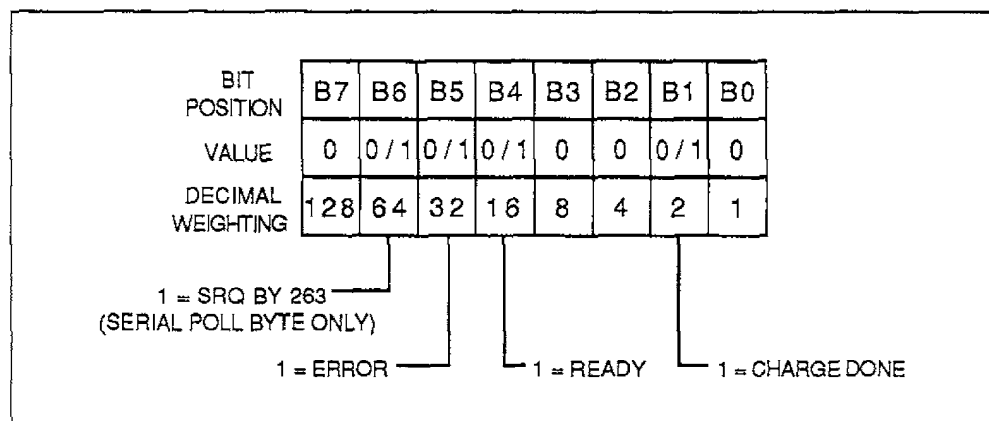 BIT POSITION B7 B6 B5 B4 B3 B2 B1 B0
VALUE 0 0/1 0/1 0/1 0 0 0/1 0
DECIMAL WEIGHTING 128 64 32 16 8 4 2 1
1 = SRQ BY 263
(SERIAL POLL BYTE ONLY)
1 = ERROR
1 = READY
1 = CHARGE DONE